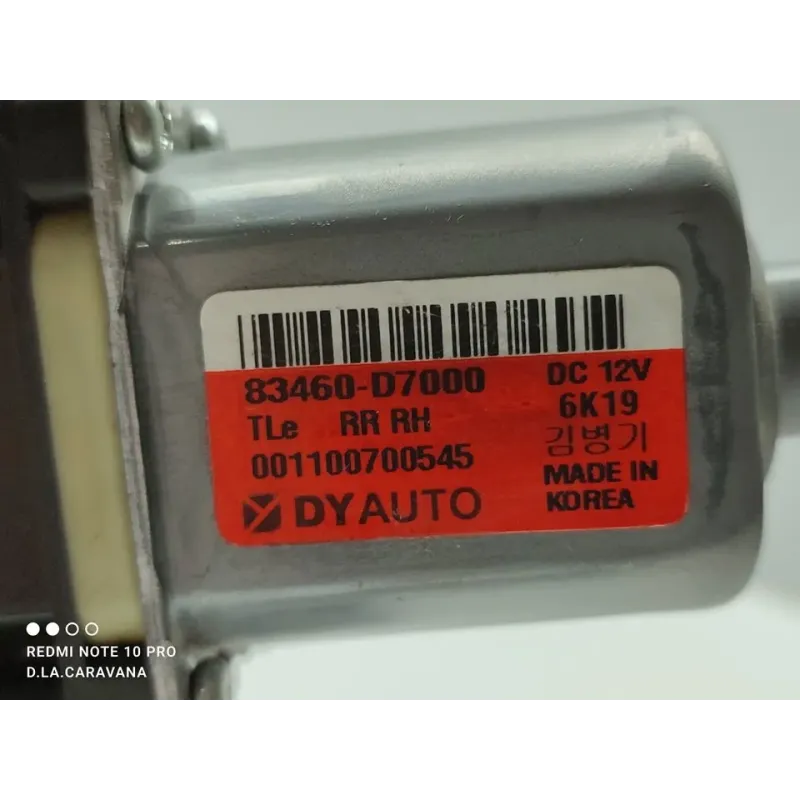 83460-D7000 DC 12V
TLe RR RH 6K19
001100700545 김병기
DYAUTO MADE IN
KOREA
REDMI NOTE 10 PRO
D.LA.CARAVANA